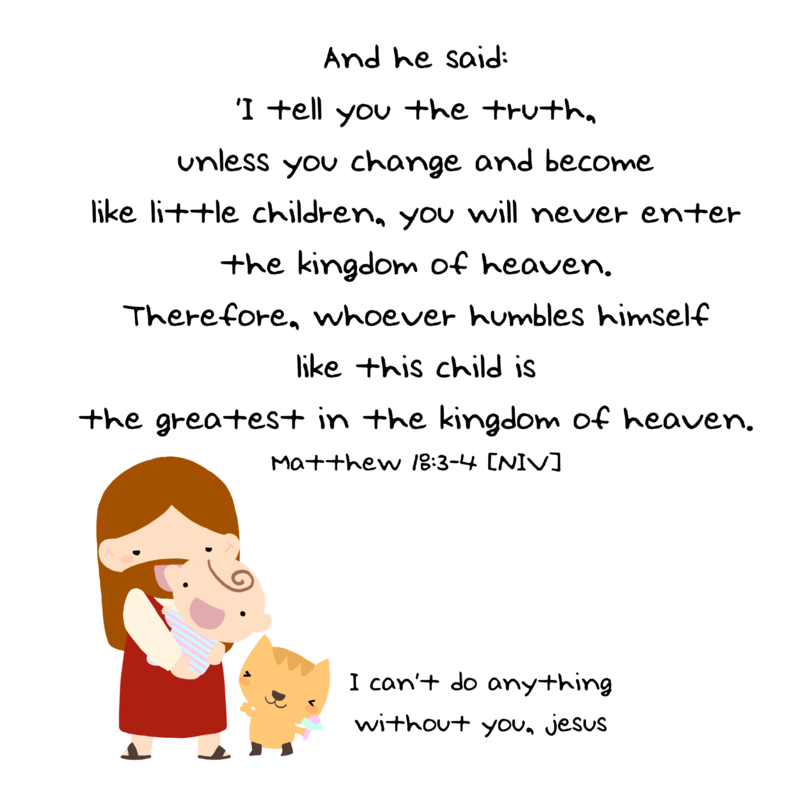 And he said:
'I tell you the truth,
unless you change and become
like little children, you will never enter
the kingdom of heaven.
Therefore, whoever humbles himself
like this child is
the greatest in the kingdom of heaven.
Matthew 18:3-4 [NIV]
I can't do anything
without you, jesus